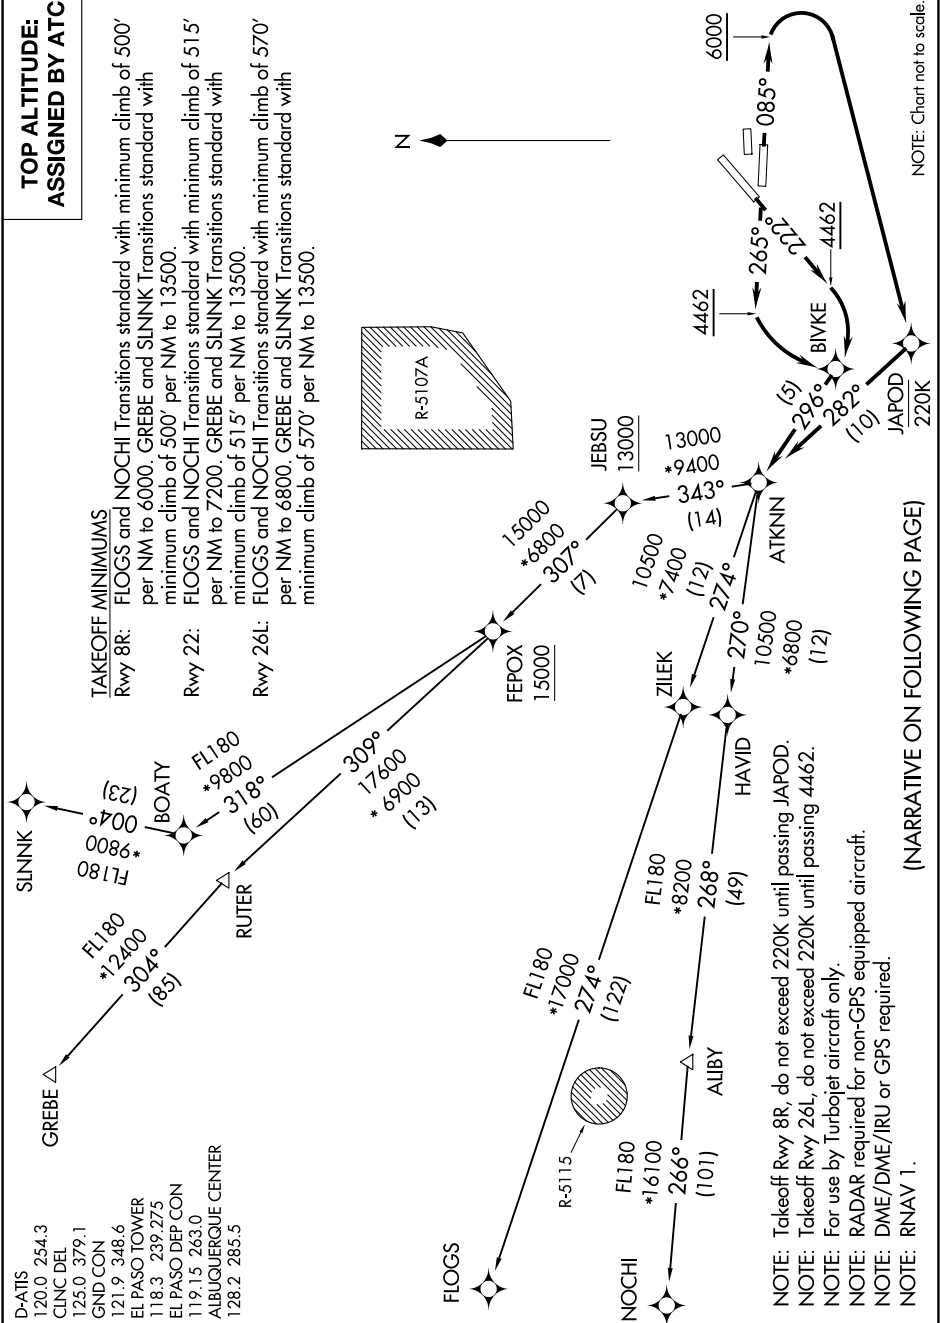 TOP ALTITUDE:
ASSIGNED BY ATC
D-ATIS
120.0 254.3
CLNC DEL
125.0 379.1
GND CON
121.9 348.6
EL PASO TOWER
118.3 239.275
EL PASO DEP CON
119.15 263.0
ALBUQUERQUE CENTER
128.2 285.5
TAKEOFF MINIMUMS
Rwy 8R: FLOGS and NOCHI Transitions standard with minimum climb of 500'
per NM to 6000. GREBE and SLNNK Transitions standard with
minimum climb of 500' per NM to 13500.
Rwy 22: FLOGS and NOCHI Transitions standard with minimum climb of 515'
per NM to 7200. GREBE and SLNNK Transitions standard with
minimum climb of 515' per NM to 13500.
Rwy 26L: FLOGS and NOCHI Transitions standard with minimum climb of 570'
per NM to 6800. GREBE and SLNNK Transitions standard with
minimum climb of 570' per NM to 13500.
SLNNK
FL180
*9800
004°
(23)
BOATY
GREBE
FL180
*12400
304°
(85)
RUTER
FL180
*9800
318°
(60)
309°
17600
* 6900
(13)
N
R-5107A
FEPOX
15000
15000
*6800
307°
(7)
JEBSU
13000
13000
*9400
343°
(14)
ATKNN
4462
265°
222°
4462
085°
6000
BIVKE
(5)
296°
282°
(10)
JAPOD
220K
10500
*7400
(12)
274°
ZILEK
270°
10500
*6800
(12)
HAVID
FL180
*17000
274°
(122)
FLOGS
R-5115
FL180
*8200
268°
(49)
ALIBY
FL180
*16100
266°
(101)
NOCHI
NOTE: Takeoff Rwy 8R, do not exceed 220K until passing JAPOD.
NOTE: Takeoff Rwy 26L, do not exceed 220K until passing 4462.
NOTE: For use by Turbojet aircraft only.
NOTE: RADAR required for non-GPS equipped aircraft.
NOTE: DME/DME/IRU or GPS required.
NOTE: RNAV 1.
(NARRATIVE ON FOLLOWING PAGE)
NOTE: Chart not to scale.